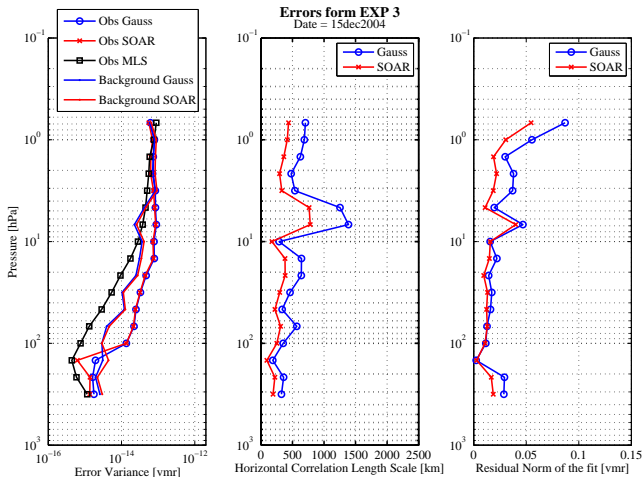 Errors form EXP 3
Date = 15dec2004
Obs Gauss
Obs SOAR
Obs MLS
Background Gauss
Background SOAR
Pressure [hPa]
10^-1
10^0
10^1
10^2
10^3
10^-16 10^-14 10^-12
Error Variance [vmr]
Gauss
SOAR
10^-1
10^0
10^1
10^2
10^3
0 500 1000 1500 2000 2500
Horizontal Correlation Length Scale [km]
Gauss
SOAR
10^-1
10^0
10^1
10^2
10^3
0 0.05 0.1 0.15
Residual Norm of the fit [vmr]